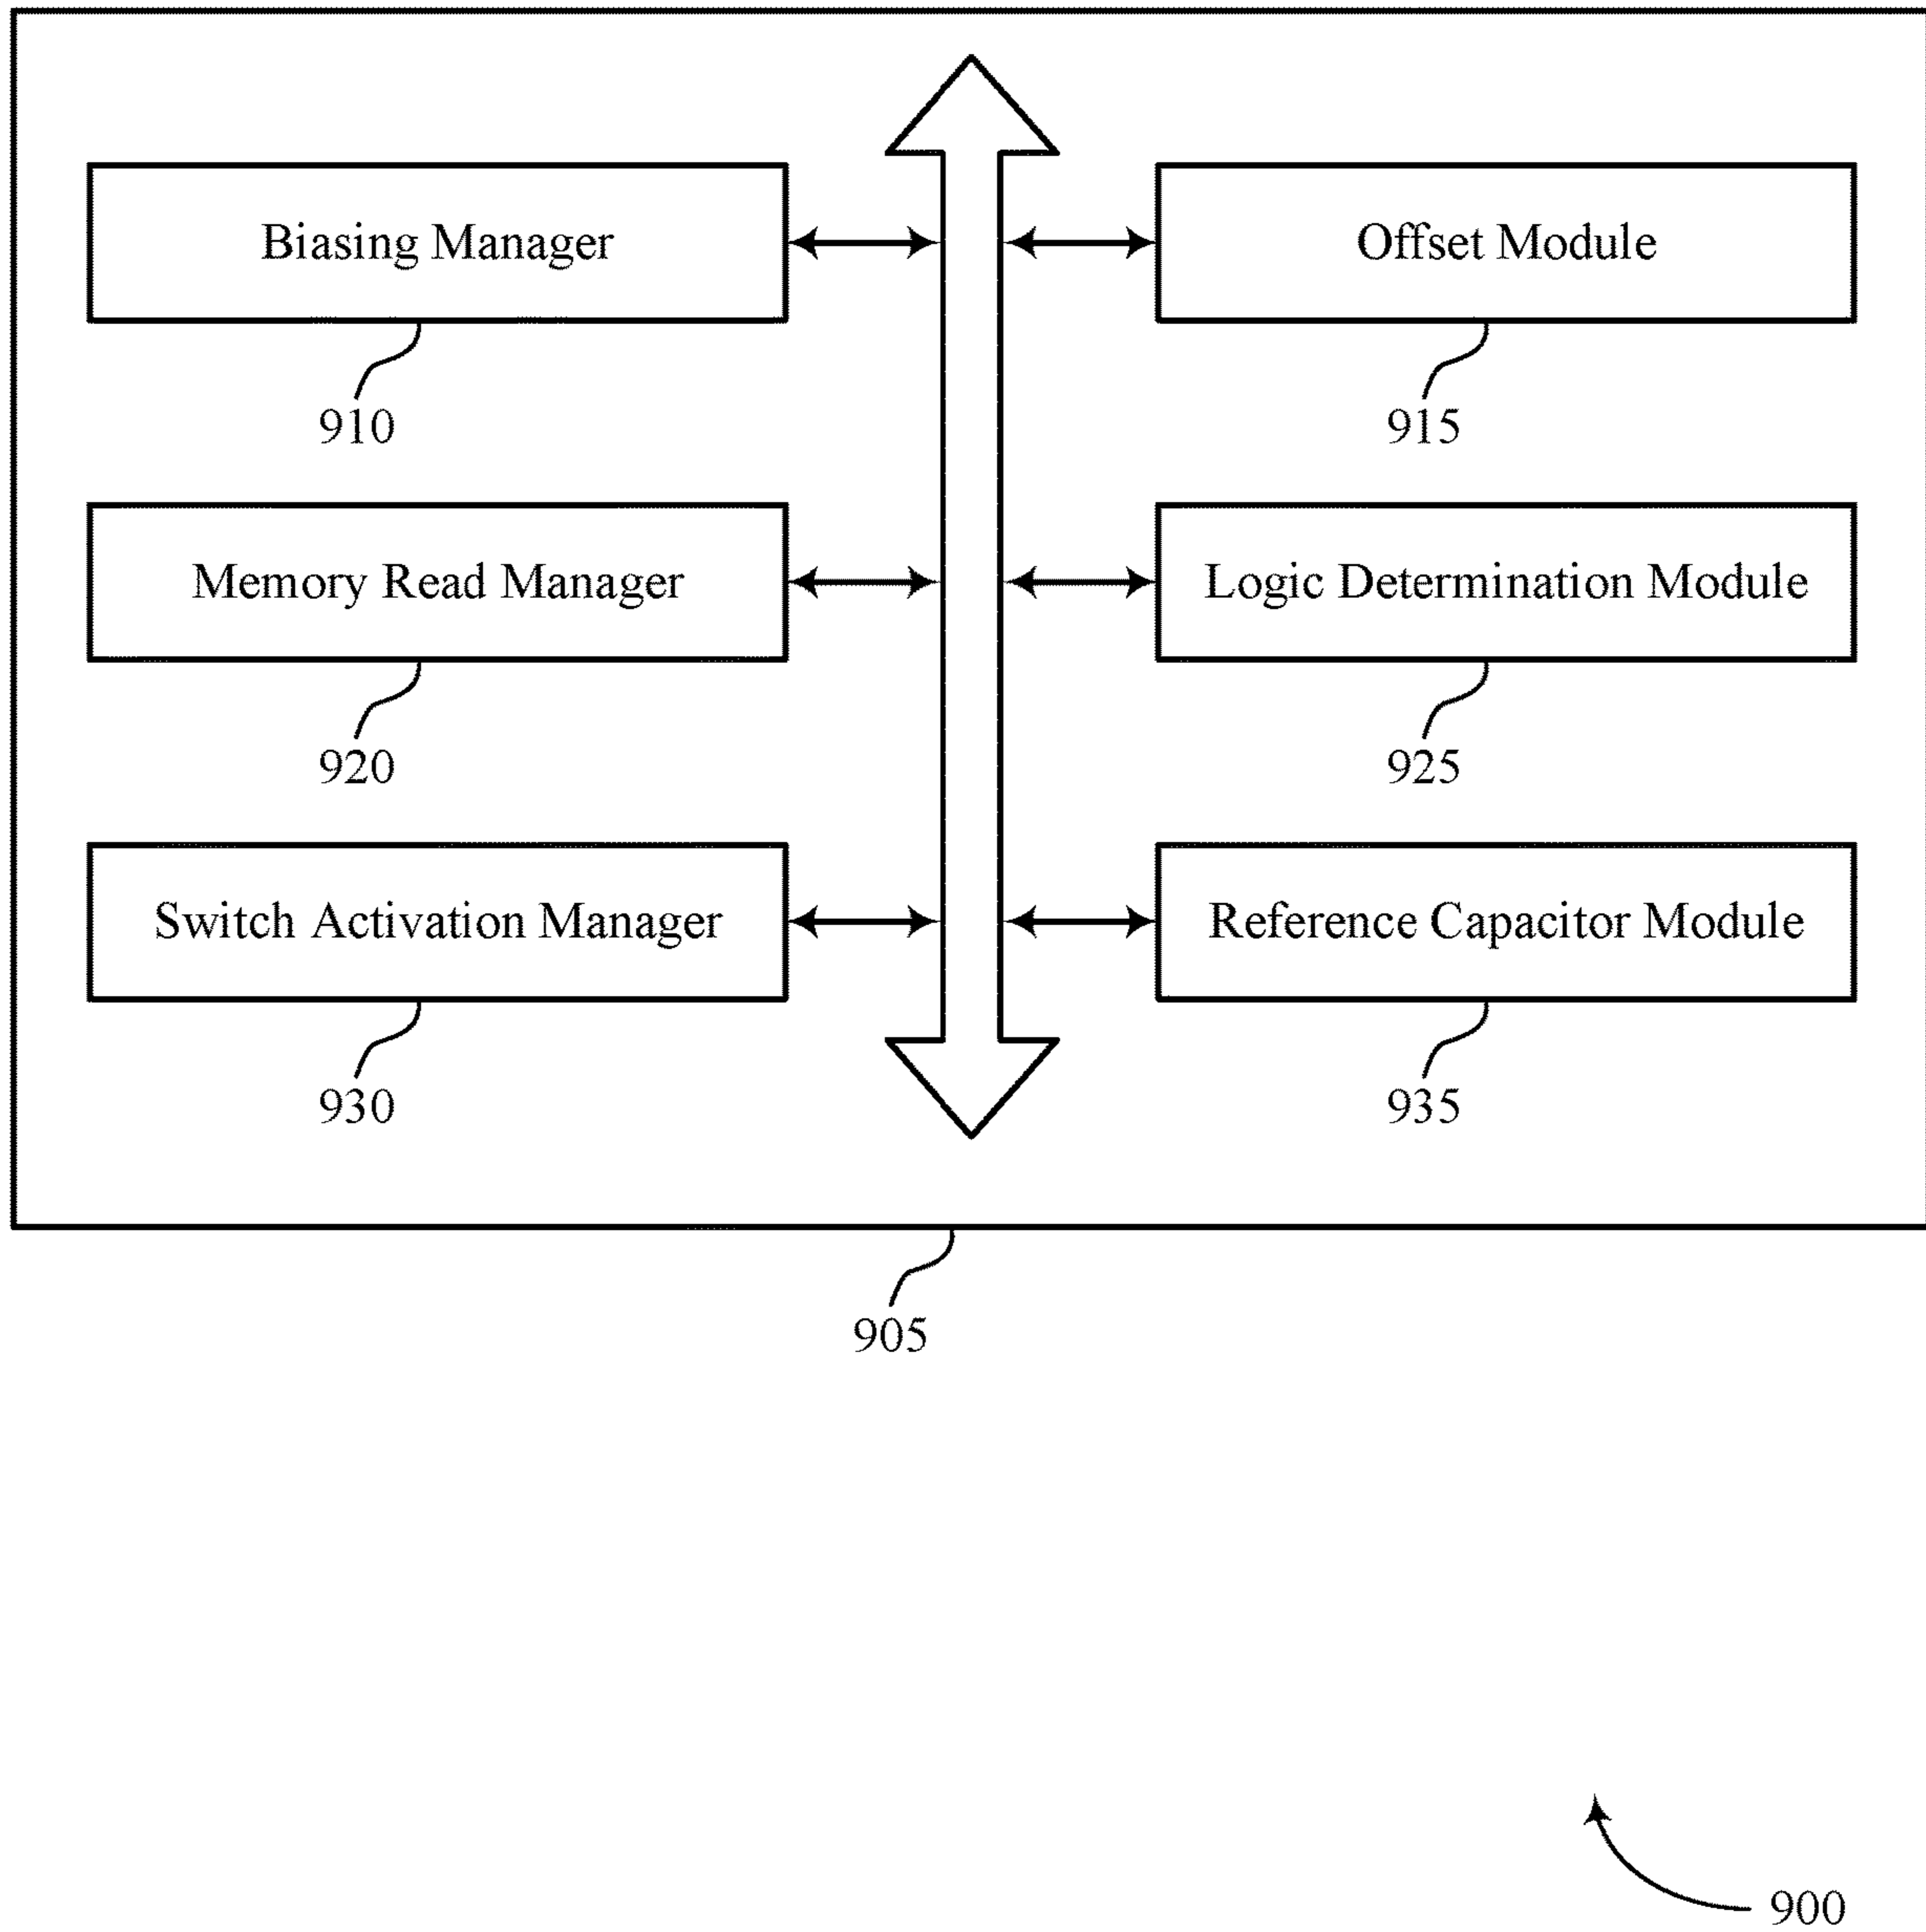 Biasing Manager
Offset Module
910
915
Memory Read Manager
Logic Determination Module
920
925
Switch Activation Manager
Reference Capacitor Module
930
935
905
900